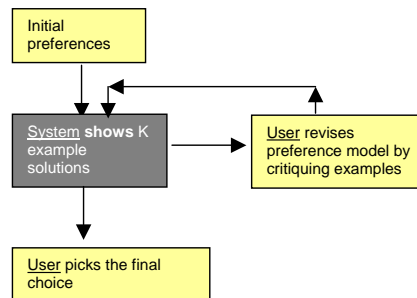 Initial
preferences
System shows K
example
solutions
User revises
preference model by
critiquing examples
User picks the final
choice